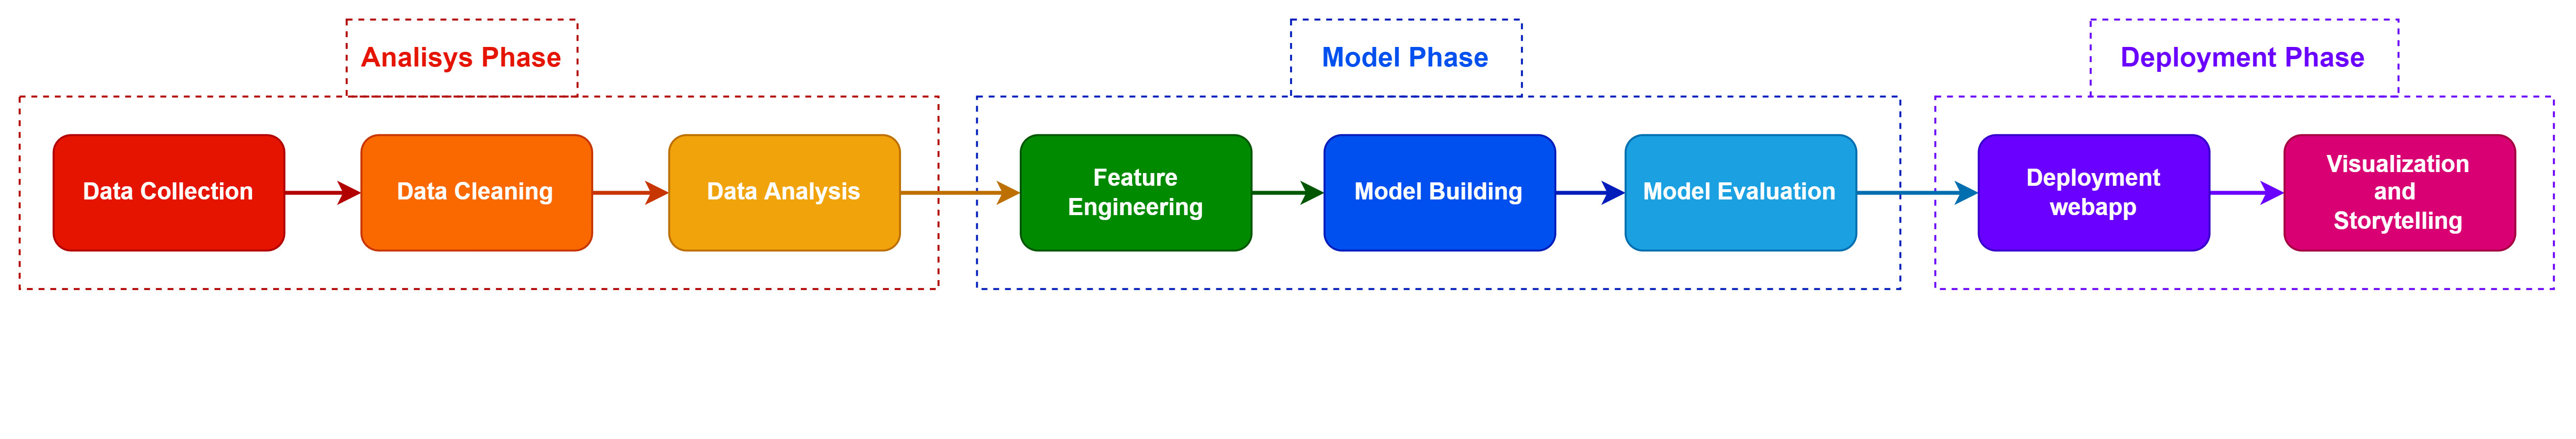 Analisys Phase
Model Phase
Deployment Phase
Data Collection
Data Cleaning
Data Analysis
Feature
Engineering
Model Building
Model Evaluation
Deployment
webapp
Visualization
and
Storytelling